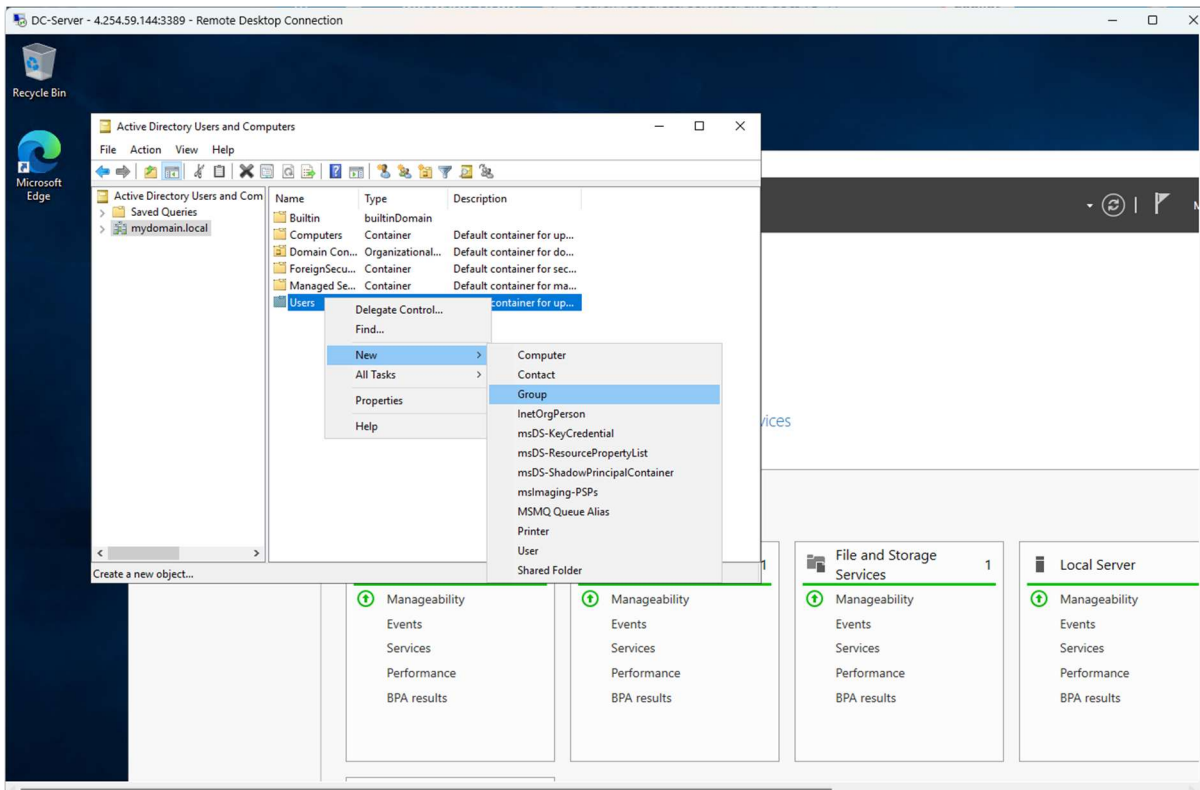 DC-Server - 4.254.59.144:3389 - Remote Desktop Connection
Recycle Bin
Microsoft
Edge
Active Directory Users and Computers
File Action View Help
Active Directory Users and Com
Saved Queries
mydomain.local
Name Type Description
Builtin builtinDomain
Computers Container Default container for up...
Domain Con... Organizational... Default container for do...
ForeignSecu... Container Default container for sec...
Managed Se... Container Default container for ma...
Users container for up...
Delegate Control...
Find...
New
All Tasks
Properties
Help
Computer
Contact
Group
InetOrgPerson
msDS-KeyCredential
msDS-ResourcePropertyList
msDS-ShadowPrincipalContainer
msImaging-PSPs
MSMQ Queue Alias
Printer
User
Shared Folder
Create a new object...
M
vices
1
File and Storage
Services 1
Local Server
Manageability
Events
Services
Performance
BPA results
Manageability
Events
Services
Performance
BPA results
Manageability
Events
Services
Performance
BPA results
Manageability
Events
Services
Performance
BPA results